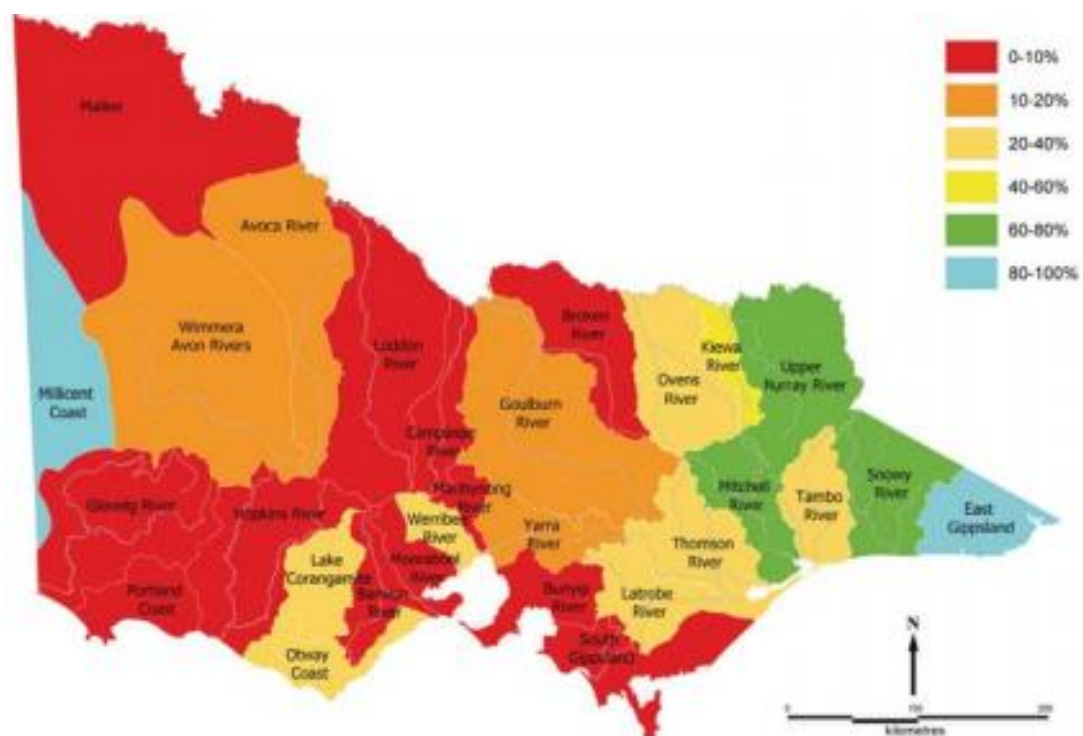 0-10%
10-20%
20-40%
40-60%
60-80%
80-100%
Mallee
Avoca River
Wimmera
Avon Rivers
Loddon
River
Broken
River
Kiewa
River
Ovens
River
Upper
Murray River
Millicent
Coast
Goulburn
River
Campaspe
River
Glenelg River
Hopkins River
Maribyrnong
River
Werribee
River
Yarra
River
Mitchell
River
Tambo
River
Snowy
River
East
Gippsland
Thomson
River
Lake
Corangamite
Moorabool
River
Barwon
River
Portland
Coast
Bunyip
River
Latrobe
River
South
Gippsland
Otway
Coast
N
0
100
200
kilometres